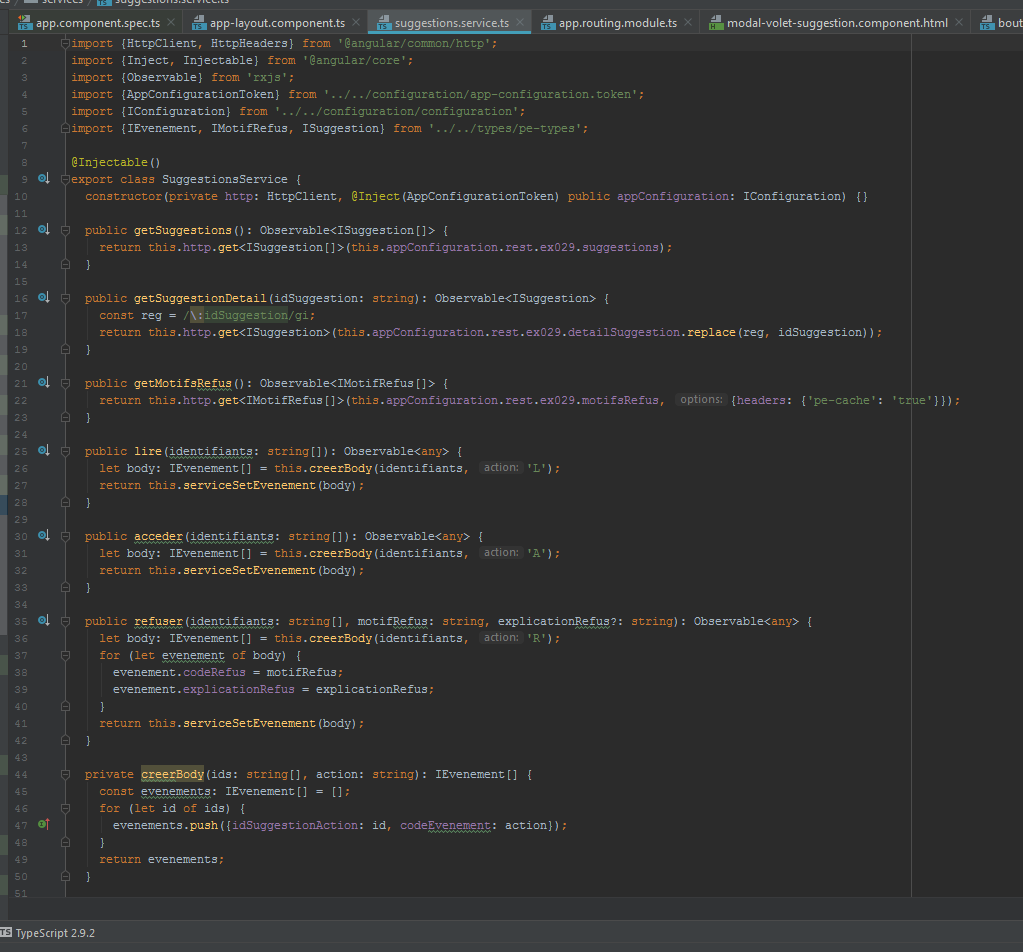 services suggestions.service.ts
app.component.spec.ts app-layout.component.ts suggestions.service.ts app.routing.module.ts modal-volet-suggestion.component.html bout
1 import {HttpClient, HttpHeaders} from '@angular/common/http';
2 import {Inject, Injectable} from '@angular/core';
3 import {Observable} from 'rxjs';
4 import {AppConfigurationToken} from '../../configuration/app-configuration.token';
5 import {IConfiguration} from '../../configuration/configuration';
6 import {IEvenement, IMotifRefus, ISuggestion} from '../../types/pe-types';
7
8 @Injectable()
9 export class SuggestionsService {
10 constructor(private http: HttpClient, @Inject(AppConfigurationToken) public appConfiguration: IConfiguration) {}
11
12 public getSuggestions(): Observable<ISuggestion[]> {
13 return this.http.get<ISuggestion[]>(this.appConfiguration.rest.ex029.suggestions);
14 }
15
16 public getSuggestionDetail(idSuggestion: string): Observable<ISuggestion> {
17 const reg = /\:idSuggestion/gi;
18 return this.http.get<ISuggestion>(this.appConfiguration.rest.ex029.detailSuggestion.replace(reg, idSuggestion));
19 }
20
21 public getMotifsRefus(): Observable<IMotifRefus[]> {
22 return this.http.get<IMotifRefus[]>(this.appConfiguration.rest.ex029.motifsRefus, options: {headers: {'pe-cache': 'true'}});
23 }
24
25 public lire(identifiants: string[]): Observable<any> {
26 let body: IEvenement[] = this.creerBody(identifiants, action: 'L');
27 return this.serviceSetEvenement(body);
28 }
29
30 public acceder(identifiants: string[]): Observable<any> {
31 let body: IEvenement[] = this.creerBody(identifiants, action: 'A');
32 return this.serviceSetEvenement(body);
33 }
34
35 public refuser(identifiants: string[], motifRefus: string, explicationRefus?: string): Observable<any> {
36 let body: IEvenement[] = this.creerBody(identifiants, action: 'R');
37 for (let evenement of body) {
38 evenement.codeRefus = motifRefus;
39 evenement.explicationRefus = explicationRefus;
40 }
41 return this.serviceSetEvenement(body);
42 }
43
44 private creerBody(ids: string[], action: string): IEvenement[] {
45 const evenements: IEvenement[] = [];
46 for (let id of ids) {
47 evenements.push({idSuggestionAction: id, codeEvenement: action});
48 }
49 return evenements;
50 }
51
TypeScript 2.9.2